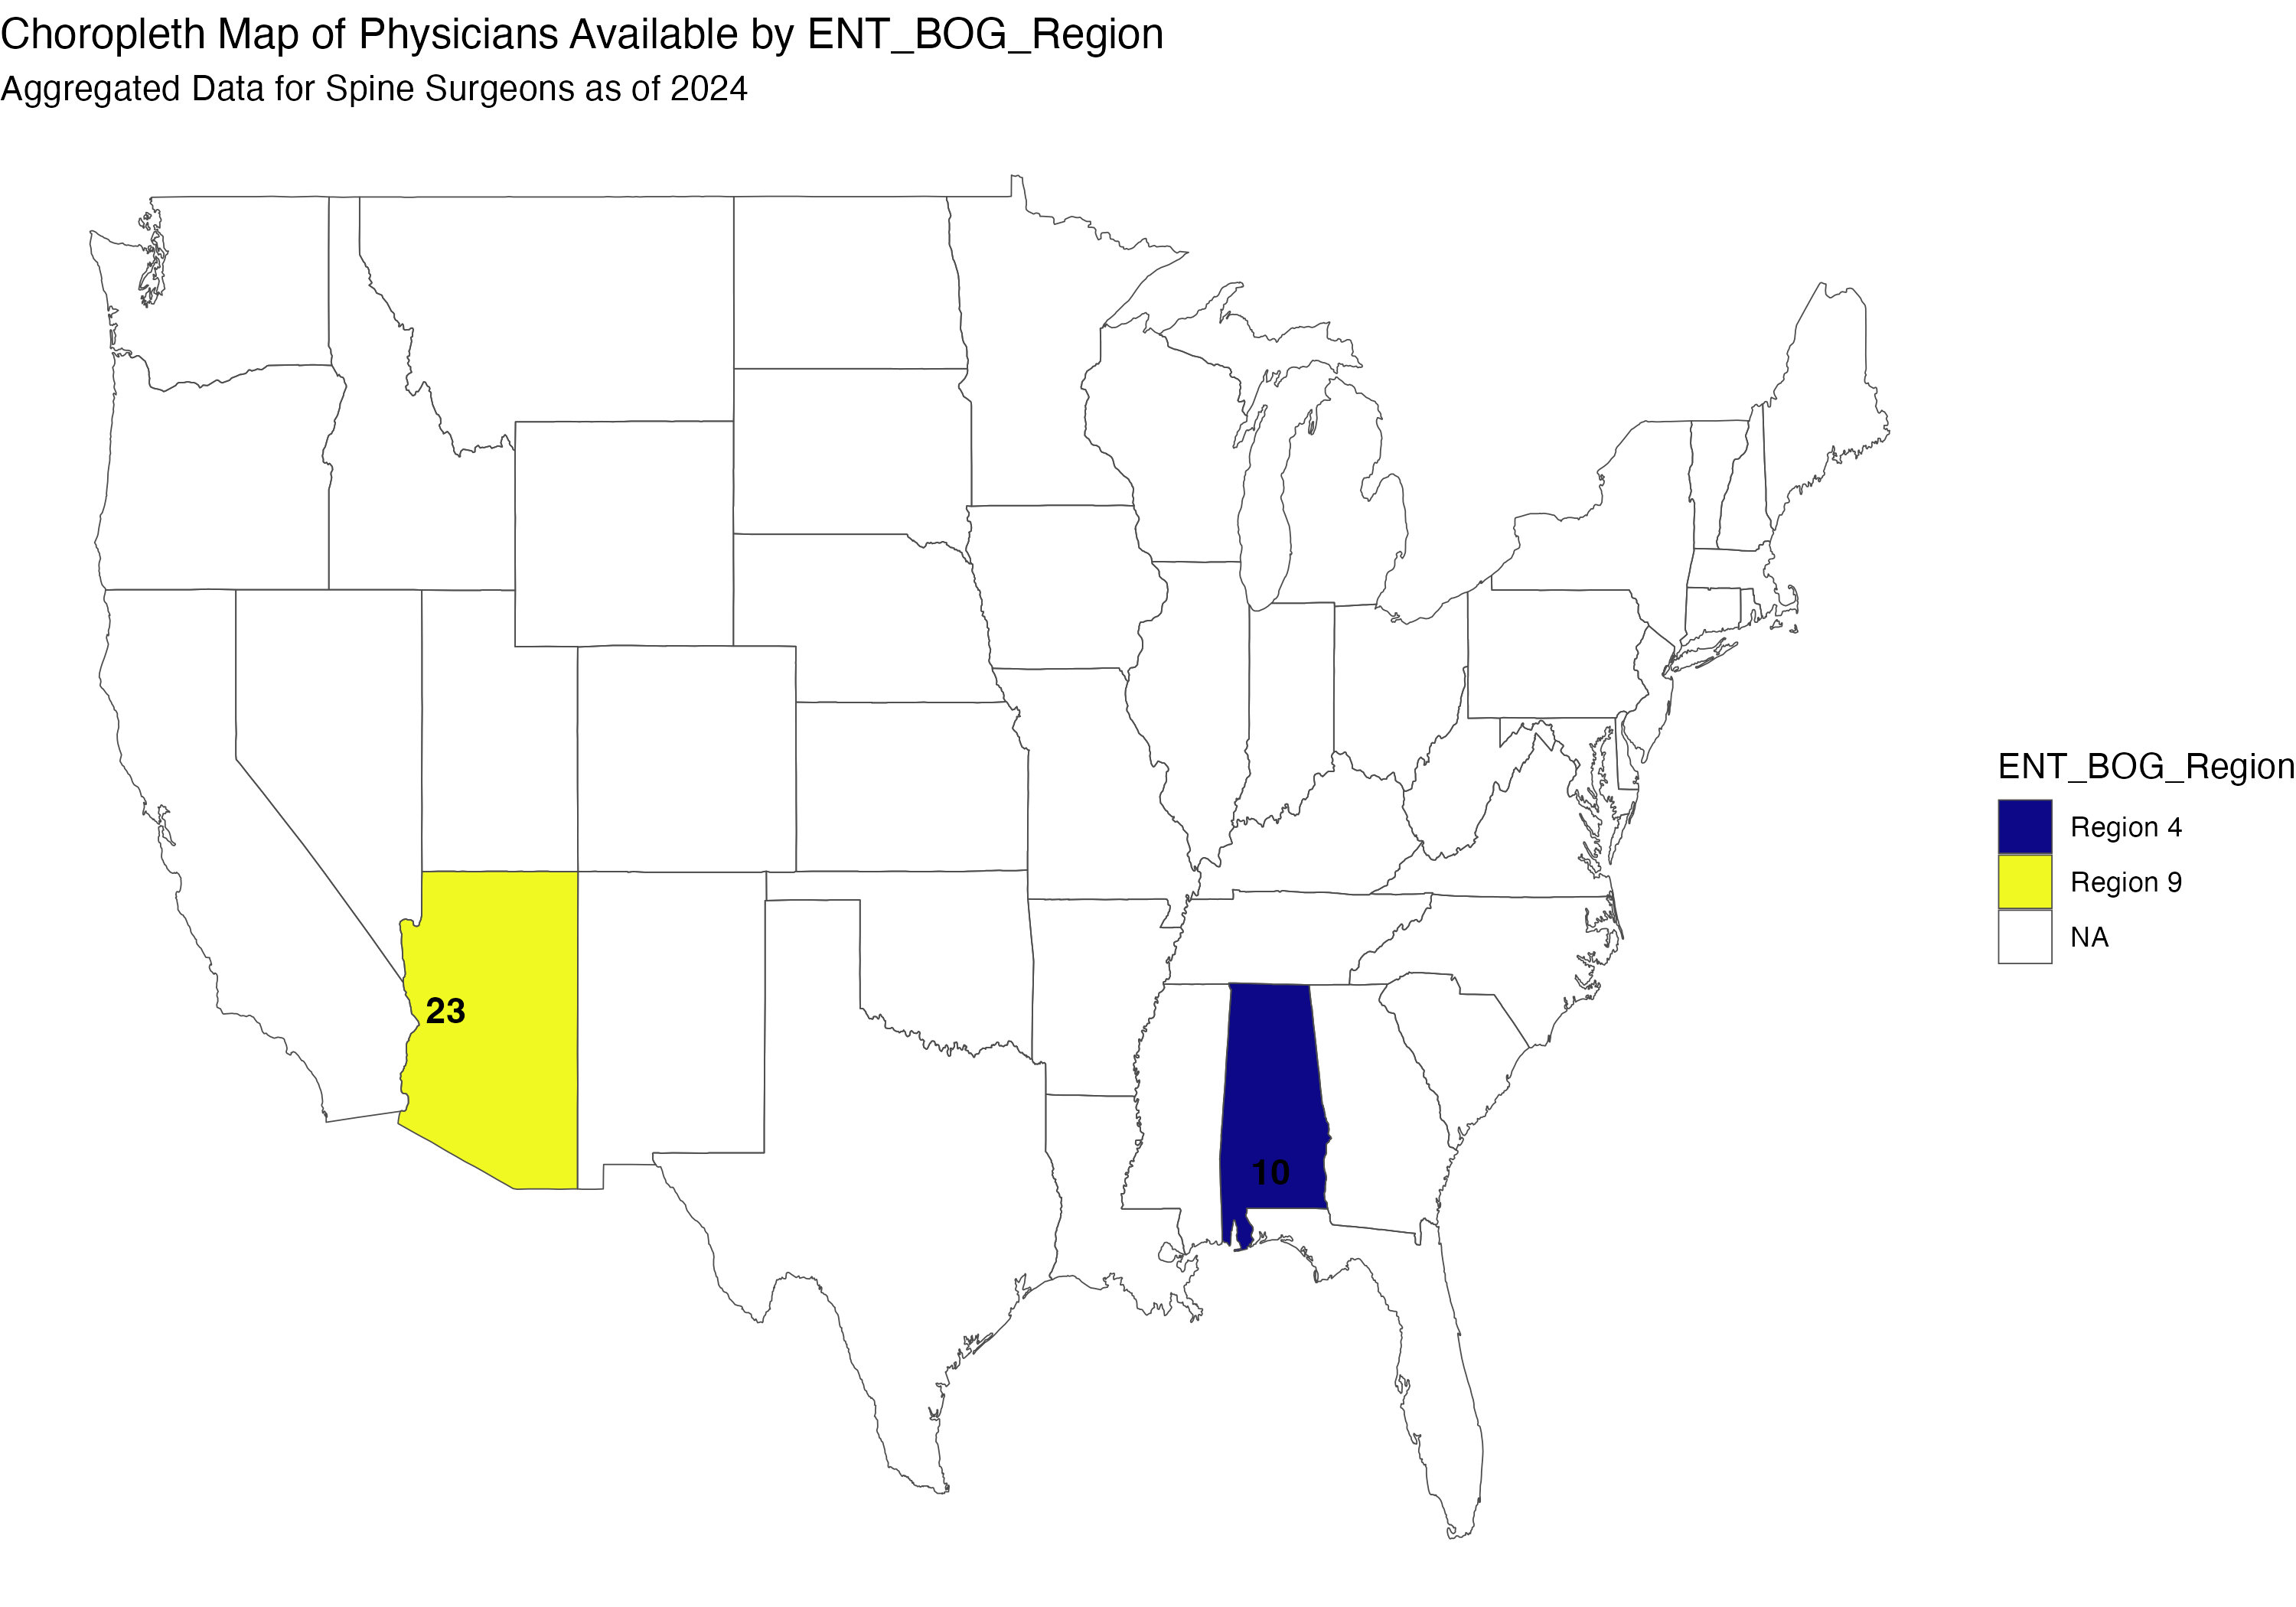 Choropleth Map of Physicians Available by ENT_BOG_Region
Aggregated Data for Spine Surgeons as of 2024
ENT_BOG_Region
Region 4
Region 9
NA
23
10